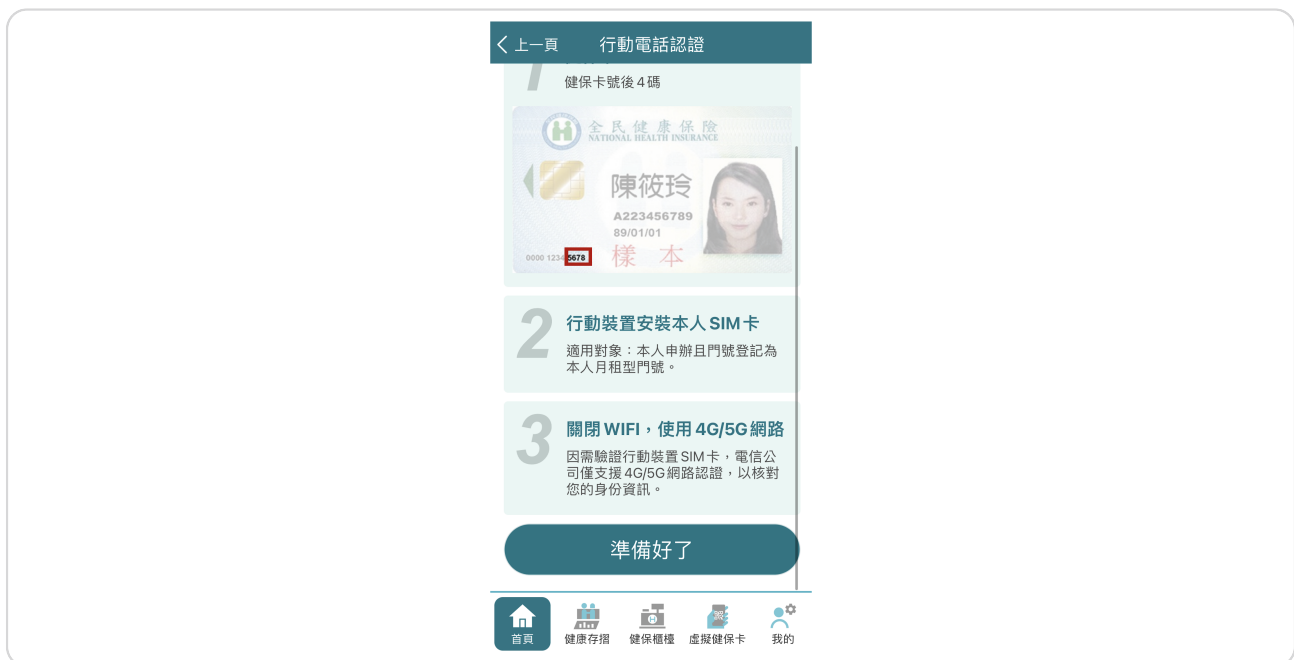 上一頁
行動電話認證
1
健保卡號後4碼
全民健康保險
NATIONAL HEALTH INSURANCE
陳筱玲
A223456789
89/01/01
樣 本
0000 1234 5678
2
行動裝置安裝本人SIM卡
適用對象：本人申辦且門號登記為
本人月租型門號。
3
關閉WIFI，使用4G/5G網路
因需驗證行動裝置SIM卡，電信公
司僅支援4G/5G網路認證，以核對
您的身份資訊。
準備好了
首頁
健康存摺
健保櫃檯
虛擬健保卡
我的